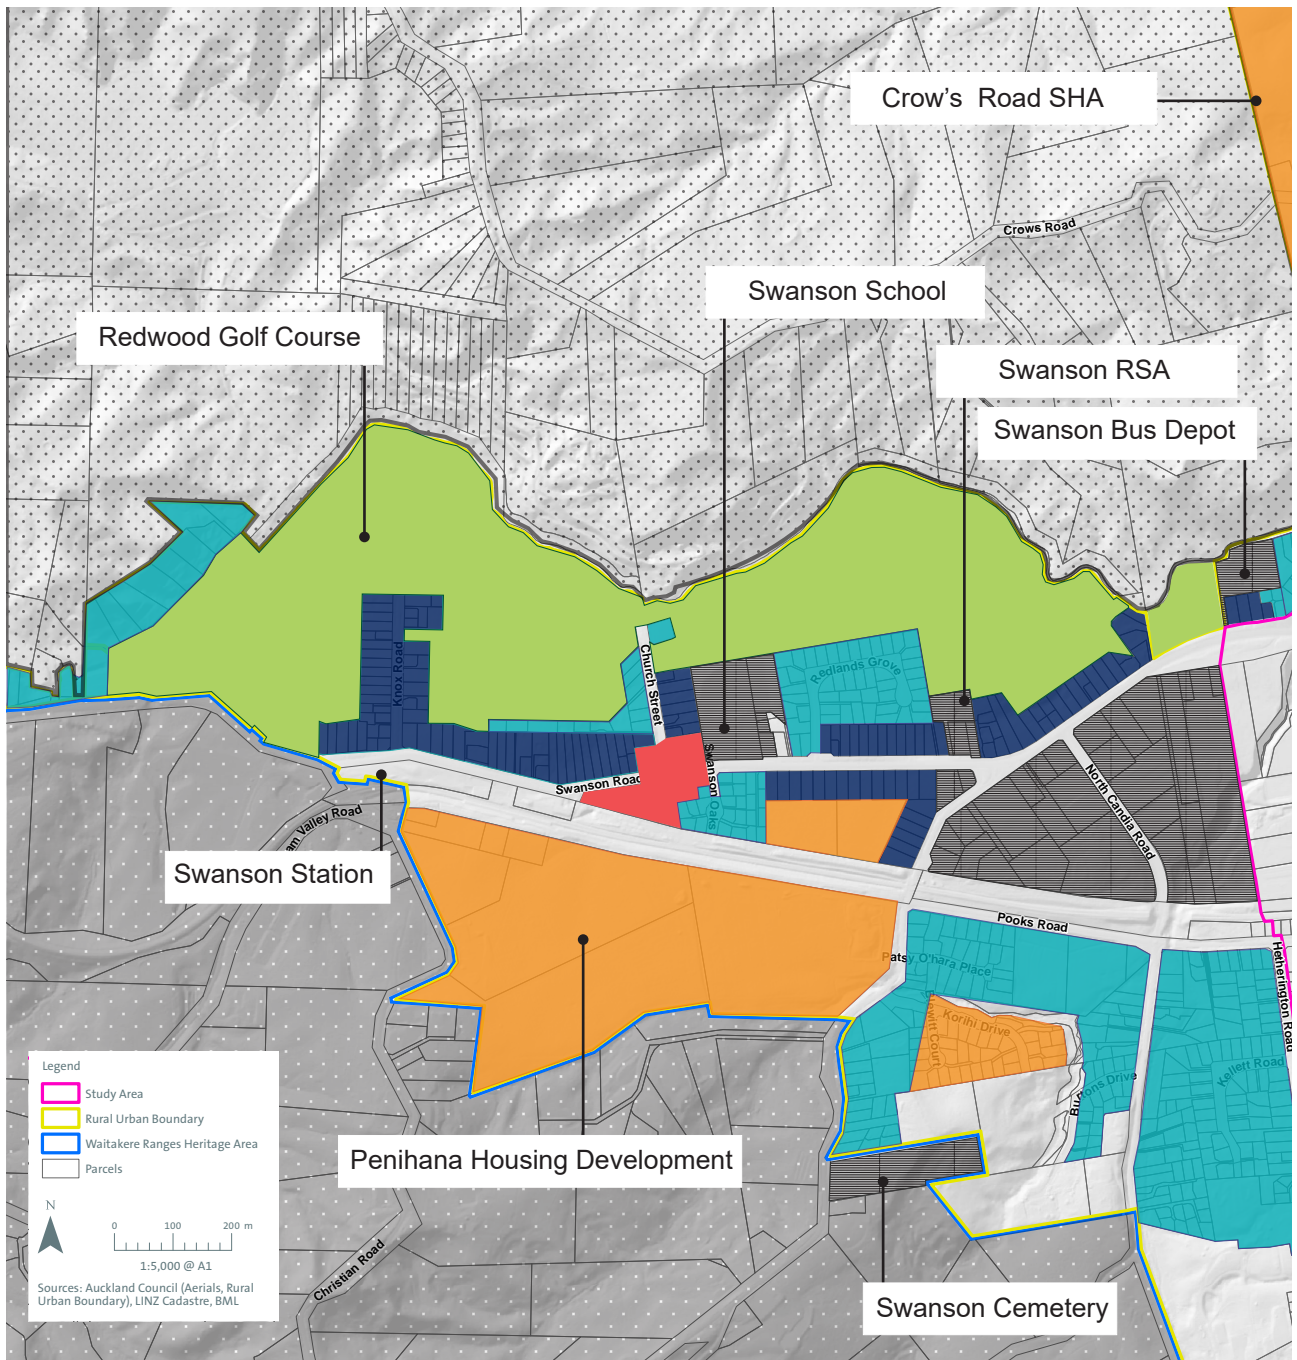 Crow's Road SHA
Crows Road
Swanson School
Redwood Golf Course
Swanson RSA
Swanson Bus Depot
Knox Road
Church Street
Redlands Grove
Swanson Road
Swanson Oaks
North Candia Road
am Valley Road
Swanson Station
Pooks Road
Patsy O'hara Place
Hetherington Road
Korihi Drive
Court
Kellett Road
Drive
Penihana Housing Development
Christian Road
Swanson Cemetery
Legend
Study Area
Rural Urban Boundary
Waitakere Ranges Heritage Area
Parcels
N
0 100 200 m
1:5,000 @ A1
Sources: Auckland Council (Aerials, Rural
Urban Boundary), LINZ Cadastre, BML